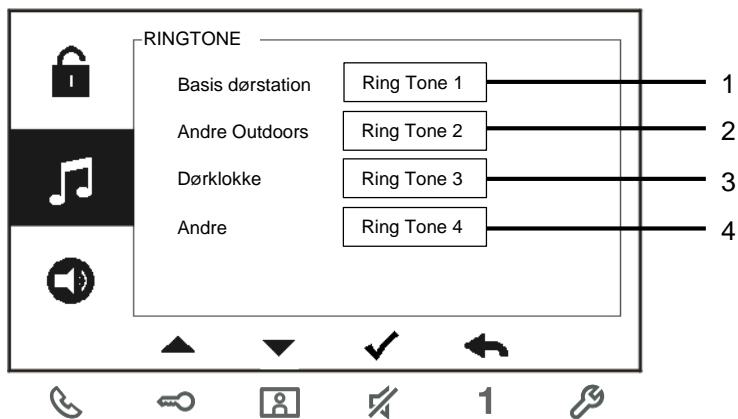 RINGTONE
Basis dørstation Ring Tone 1 1
Andre Outdoors Ring Tone 2 2
Dørklokke Ring Tone 3 3
Andre Ring Tone 4 4
1